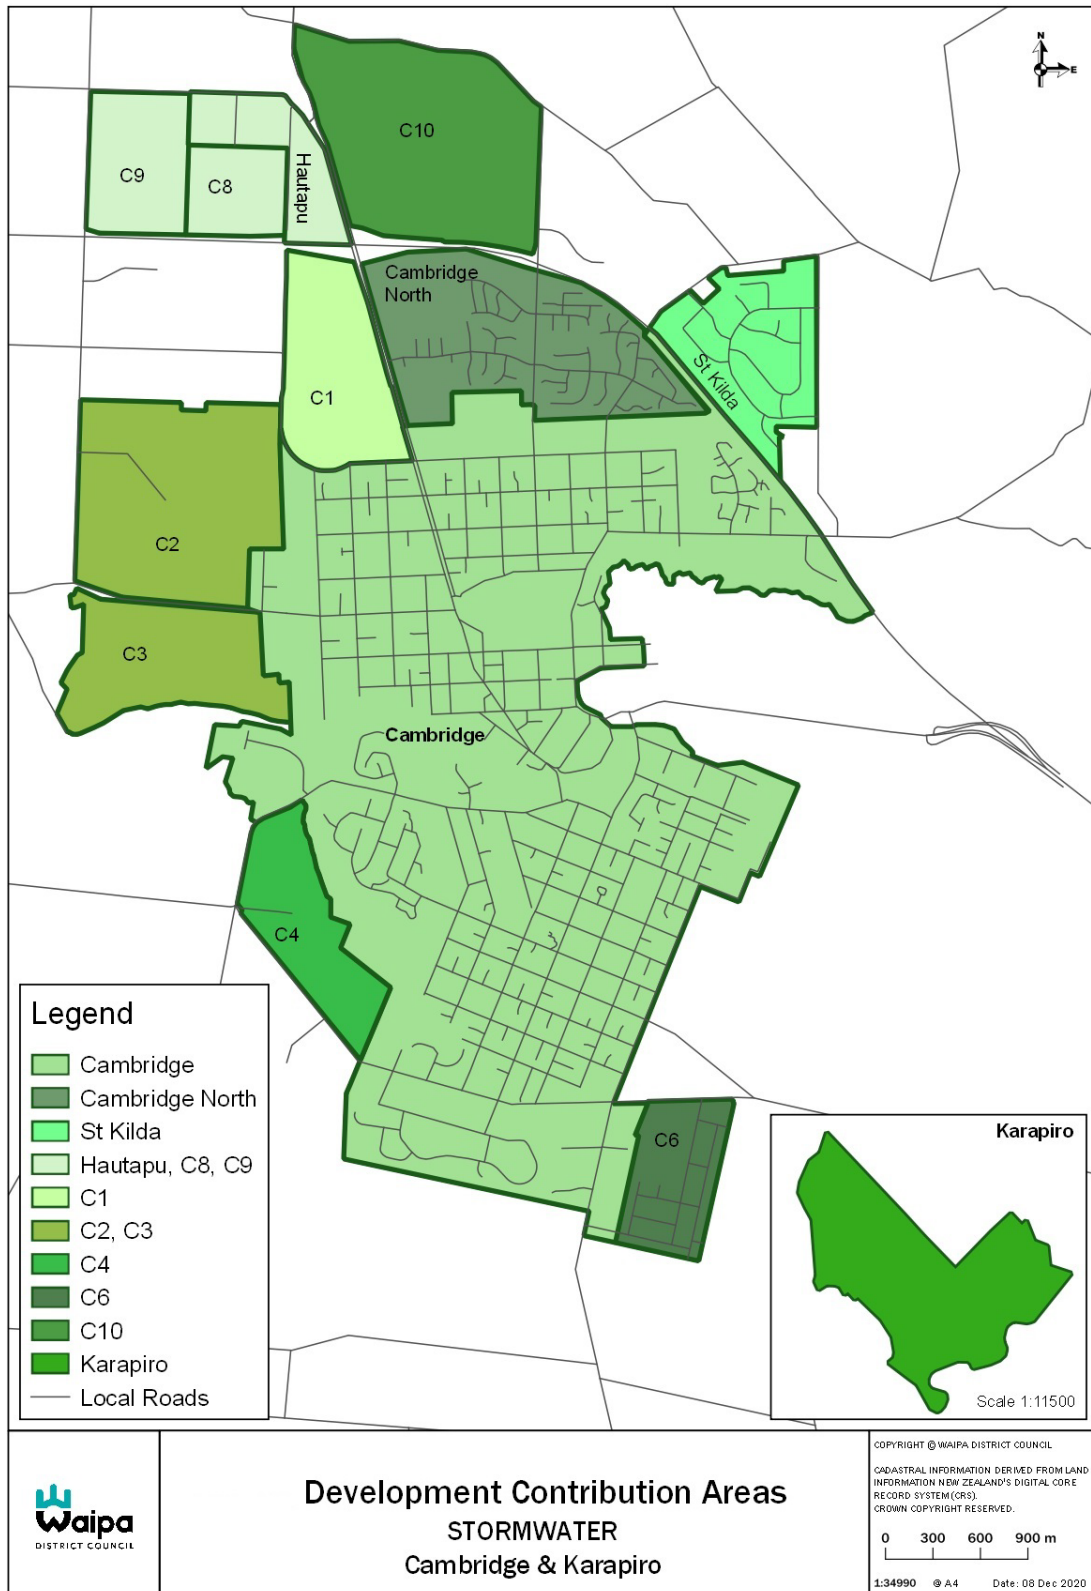 N
E
C10
C9
C8
Hautapu
Cambridge
North
St Kilda
C1
C2
C3
Cambridge
C4
C6
Legend
Cambridge
Cambridge North
St Kilda
Hautapu, C8, C9
C1
C2, C3
C4
C6
C10
Karapiro
Local Roads
Karapiro
Scale 1:11500
Waipa
DISTRICT COUNCIL
Development Contribution Areas
STORMWATER
Cambridge & Karapiro
COPYRIGHT © WAIPA DISTRICT COUNCIL
CADASTRAL INFORMATION DERIVED FROM LAND
INFORMATION NEW ZEALAND'S DIGITAL CORE
RECORD SYSTEM (CRS).
CROWN COPYRIGHT RESERVED.
0 300 600 900 m
1:34990 @ A4 Date: 08 Dec 2020